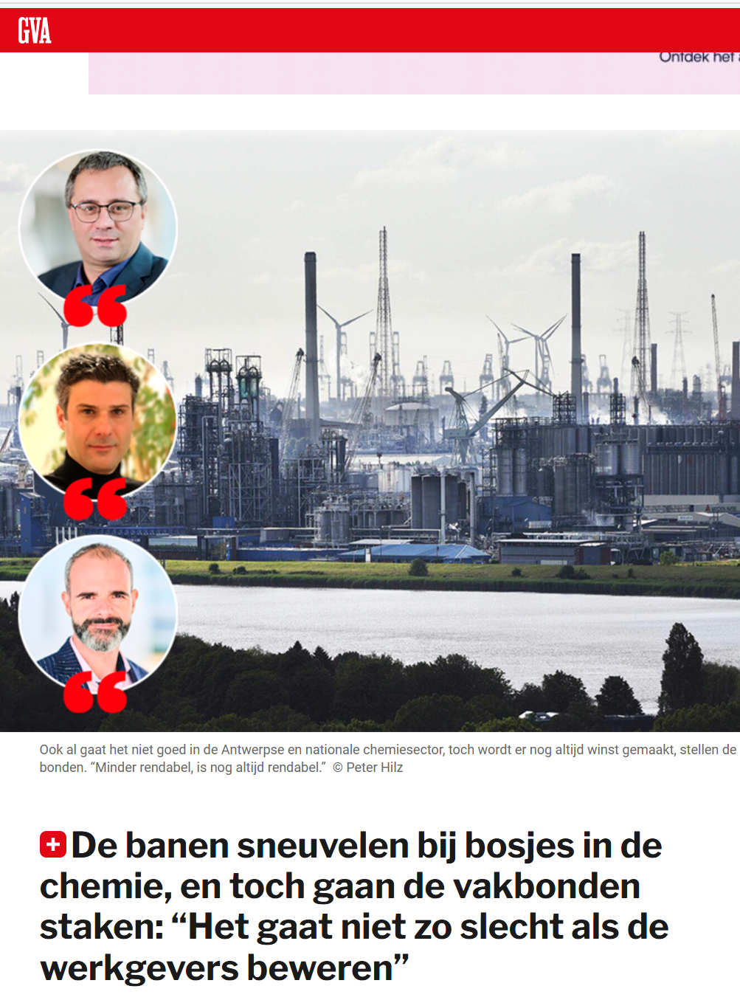 GVA
Ontdek het
Ook al gaat het niet goed in de Antwerpse en nationale chemiesector, toch wordt er nog altijd winst gemaakt, stellen de
bonden. “Minder rendabel, is nog altijd rendabel.” © Peter Hilz
+ De banen sneuvelen bij bosjes in de
chemie, en toch gaan de vakbonden
staken: “Het gaat niet zo slecht als de
werkgevers beweren”